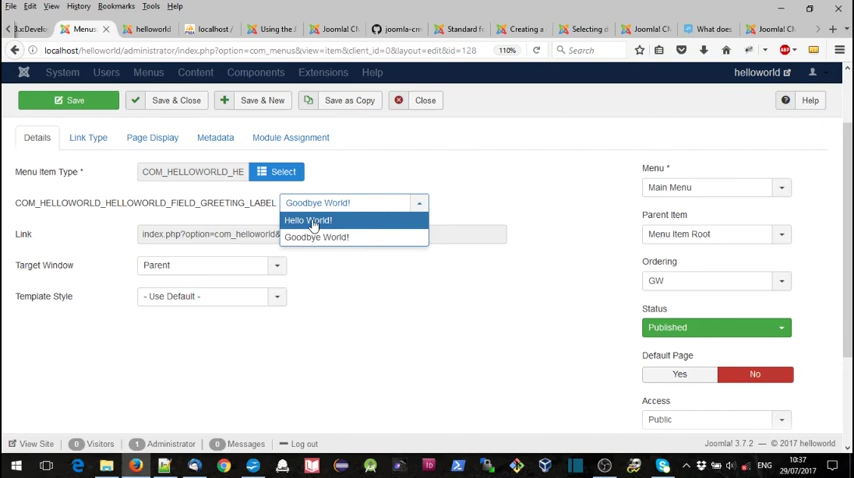 File Edit View History Bookmarks Tools Help
Menus helloworld localhost / Using the J Joomla! C joomla-cm Standard f Creating a Joomla! C Selecting d Joomla! C What does Joomla! C
localhost/helloworld/administrator/index.php?option=com_menus&view=item&client_id=0&layout=edit&id=128 110% Search
System Users Menus Content Components Extensions Help helloworld
Save Save & Close Save & New Save as Copy Close Help
Details Link Type Page Display Metadata Module Assignment
Menu Item Type * COM_HELLOWORLD_HE Select
COM_HELLOWORLD_HELLOWORLD_FIELD_GREETING_LABEL Goodbye World!
Hello World!
Goodbye World!
Link index.php?option=com_helloworld&
Target Window Parent
Template Style - Use Default -
Menu *
Main Menu
Parent Item
Menu Item Root
Ordering
GW
Status
Published
Default Page
Yes No
Access
Public
View Site 0 Visitors 1 Administrator 0 Messages Log out Joomla! 3.7.2 — © 2017 helloworld
ENG 10:37
29/07/2017